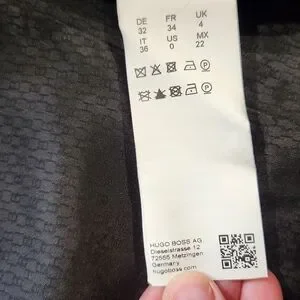 DE FR UK
32 34 4
IT US MX
36 0 22
HUGO BOSS AG
Dieselstrasse 12
72555 Metzingen
Germany
hugoboss.com